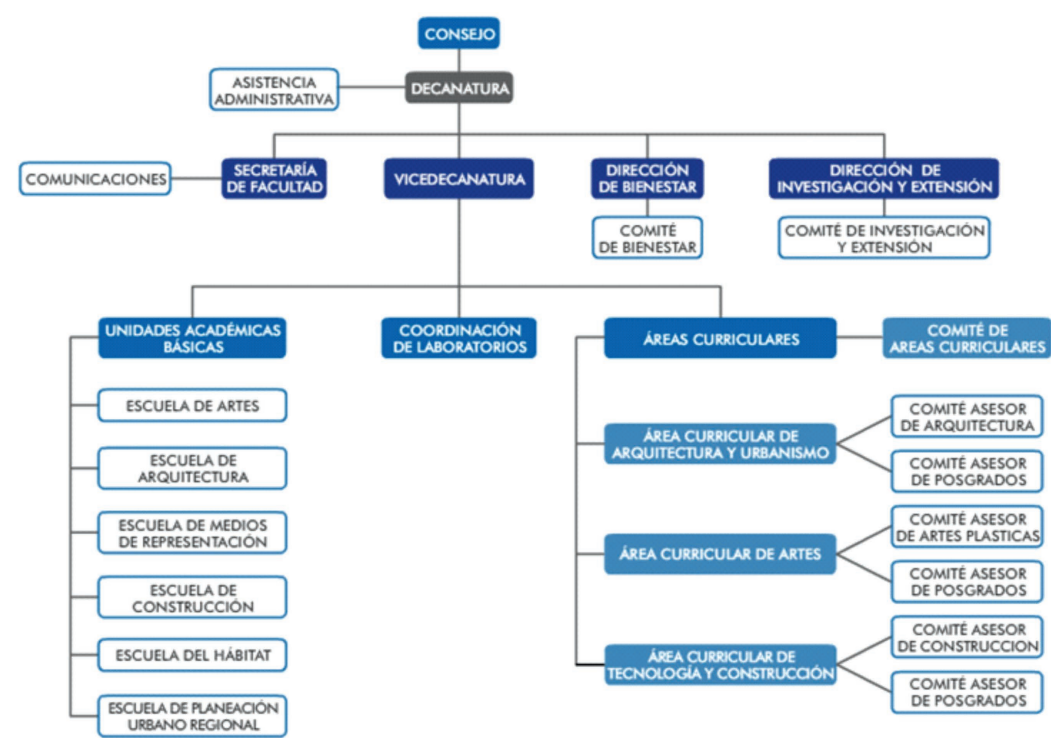 CONSEJO
ASISTENCIA
ADMINISTRATIVA
DECANATURA
COMUNICACIONES
SECRETARÍA
DE FACULTAD
VICEDECANATURA
DIRECCIÓN
DE BIENESTAR
DIRECCIÓN DE
INVESTIGACIÓN Y EXTENSIÓN
COMITÉ
DE BIENESTAR
COMITÉ DE INVESTIGACIÓN
Y EXTENSIÓN
UNIDADES ACADÉMICAS
BÁSICAS
COORDINACIÓN
DE LABORATORIOS
ÁREAS CURRICULARES
COMITÉ DE
AREAS CURRICULARES
ESCUELA DE ARTES
ESCUELA DE
ARQUITECTURA
ESCUELA DE MEDIOS
DE REPRESENTACIÓN
ESCUELA DE
CONSTRUCCIÓN
ESCUELA DEL HÁBITAT
ESCUELA DE PLANEACIÓN
URBANO REGIONAL
ÁREA CURRICULAR DE
ARQUITECTURA Y URBANISMO
COMITÉ ASESOR
DE ARQUITECTURA
COMITÉ ASESOR
DE POSGRADOS
ÁREA CURRICULAR DE ARTES
COMITÉ ASESOR
DE ARTES PLASTICAS
COMITÉ ASESOR
DE POSGRADOS
ÁREA CURRICULAR DE
TECNOLOGÍA Y CONSTRUCCIÓN
COMITÉ ASESOR
DE CONSTRUCCION
COMITÉ ASESOR
DE POSGRADOS